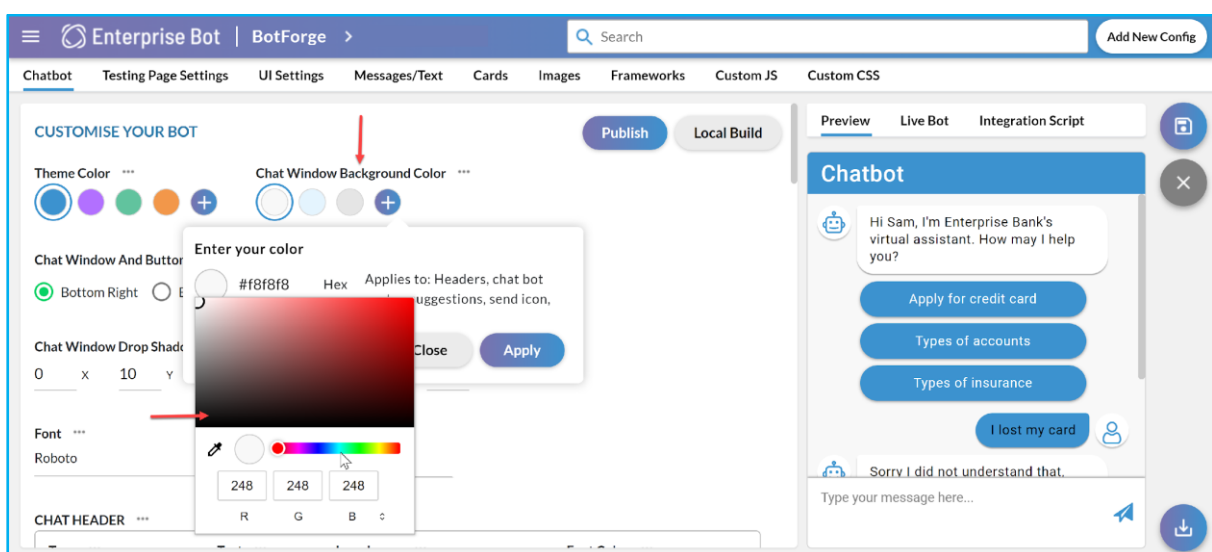 Enterprise Bot | BotForge >
Search
Add New Config
Chatbot Testing Page Settings UI Settings Messages/Text Cards Images Frameworks Custom JS Custom CSS
CUSTOMISE YOUR BOT
Publish Local Build
Theme Color ••• Chat Window Background Color •••
Enter your color
#f8f8f8 Hex
Applies to: Headers, chat bot
suggestions, send icon,
Close Apply
Chat Window And Button
Bottom Right
Chat Window Drop Shado
0 X 10 Y
Font •••
Roboto
248 248 248
R G B
CHAT HEADER •••
Preview Live Bot Integration Script
Chatbot
Hi Sam, I'm Enterprise Bank's
virtual assistant. How may I help
you?
Apply for credit card
Types of accounts
Types of insurance
I lost my card
Sorry I did not understand that.
Type your message here...